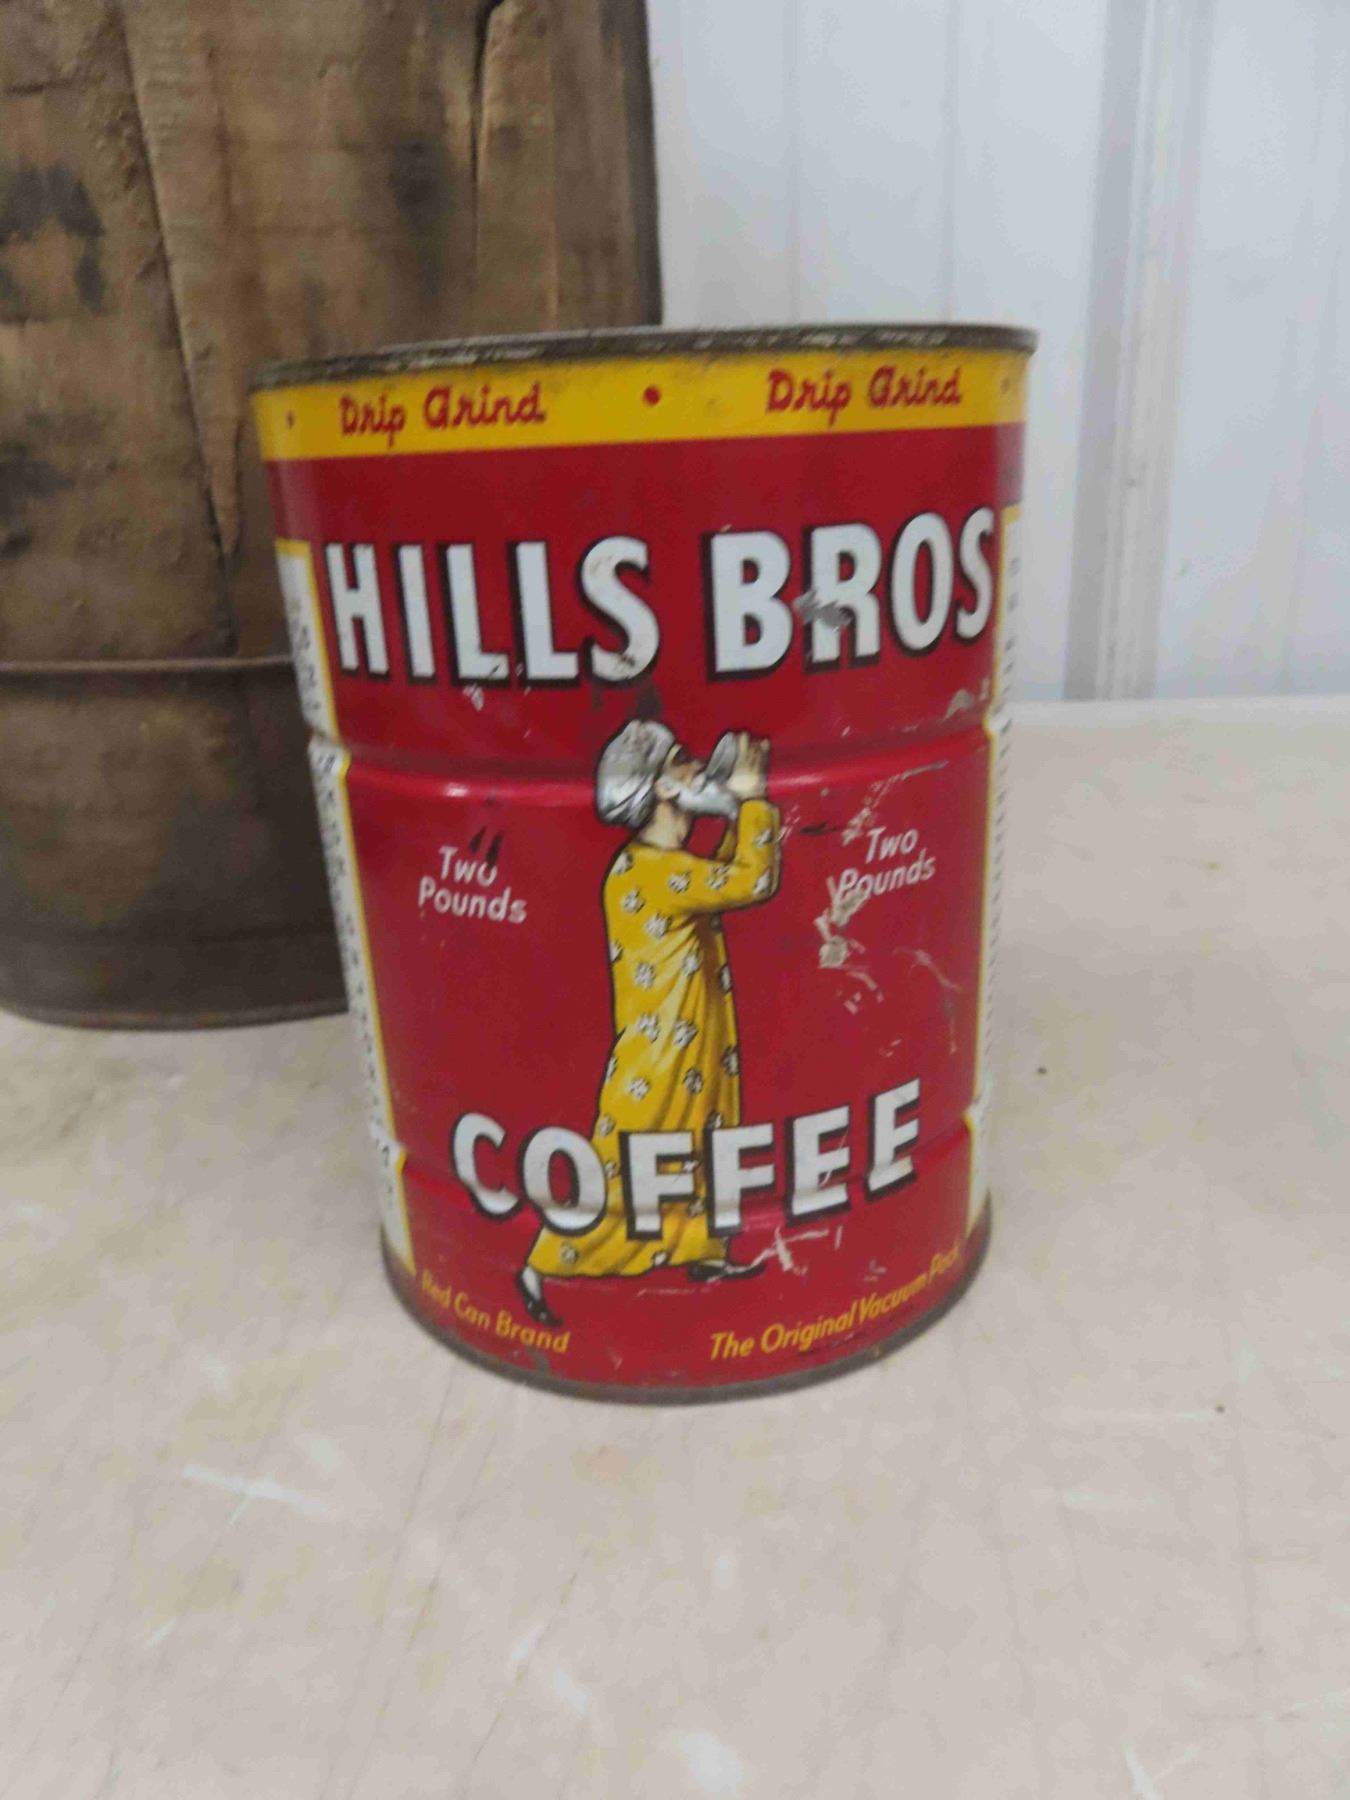 Drip Grind • Drip Grind
HILLS BROS
Two
Pounds
Two
Pounds
COFFEE
Red Can Brand
The Original Vacuum Pack